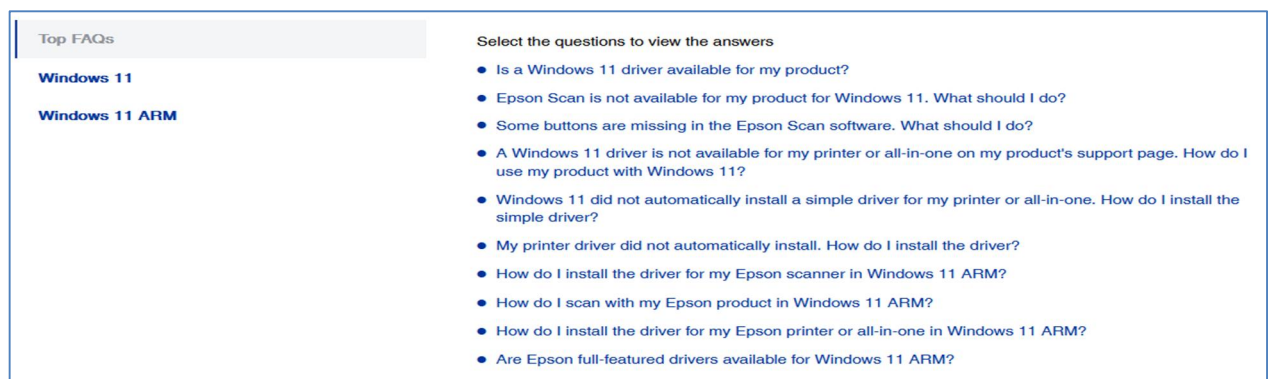 Top FAQs
Windows 11
Windows 11 ARM
Select the questions to view the answers
Is a Windows 11 driver available for my product?
Epson Scan is not available for my product for Windows 11. What should I do?
Some buttons are missing in the Epson Scan software. What should I do?
A Windows 11 driver is not available for my printer or all-in-one on my product's support page. How do I
use my product with Windows 11?
Windows 11 did not automatically install a simple driver for my printer or all-in-one. How do I install the
simple driver?
My printer driver did not automatically install. How do I install the driver?
How do I install the driver for my Epson scanner in Windows 11 ARM?
How do I scan with my Epson product in Windows 11 ARM?
How do I install the driver for my Epson printer or all-in-one in Windows 11 ARM?
Are Epson full-featured drivers available for Windows 11 ARM?